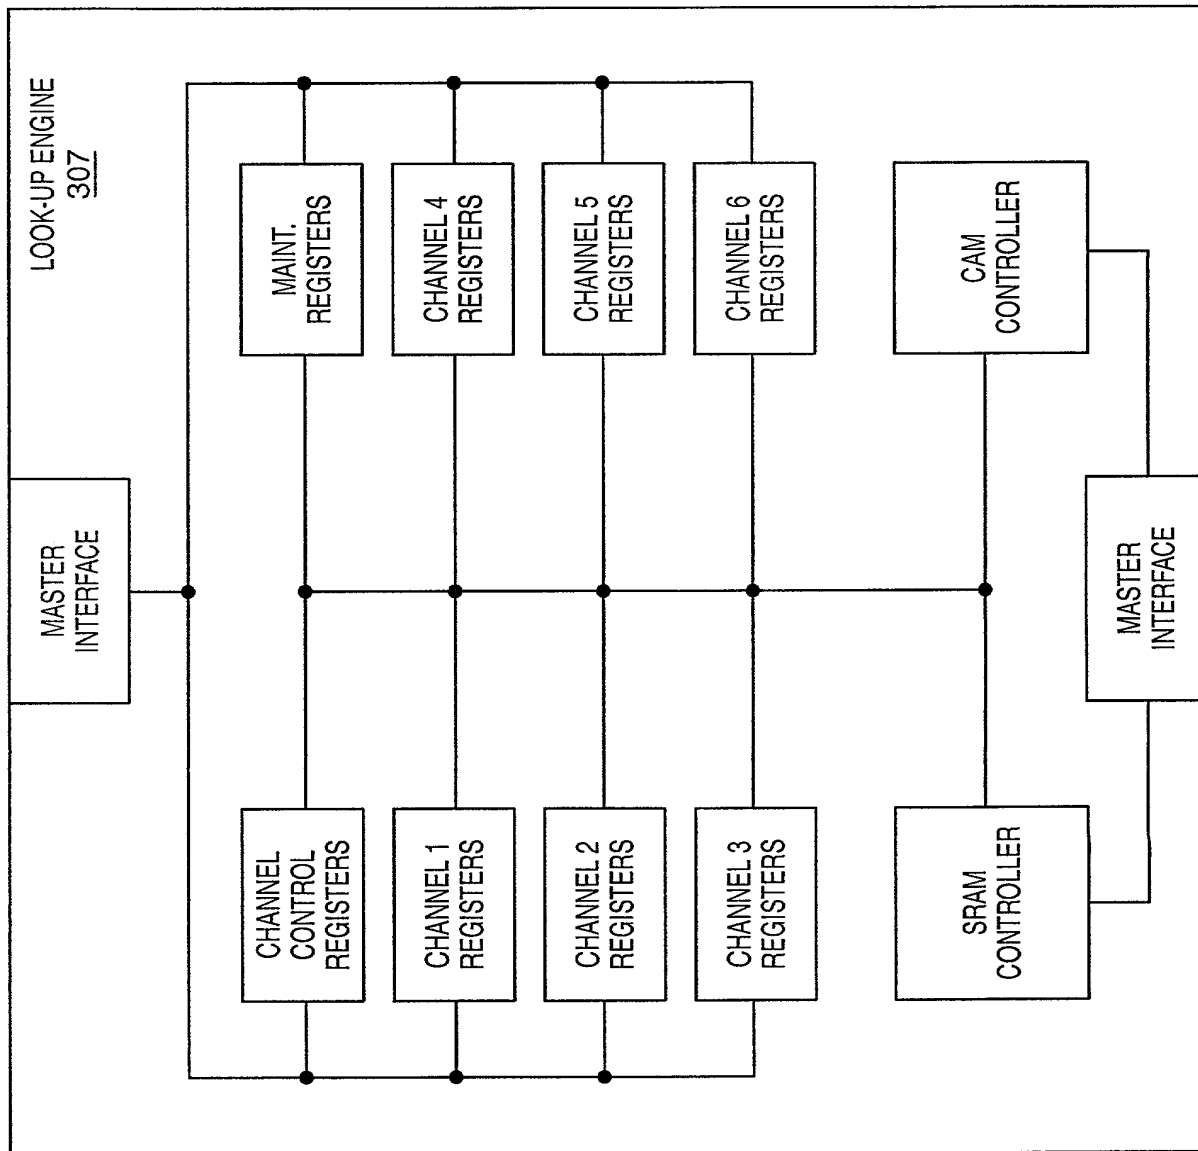 LOOK-UP ENGINE
307
MASTER
INTERFACE
CHANNEL
CONTROL
REGISTERS
MAINT.
REGISTERS
CHANNEL 1
REGISTERS
CHANNEL 4
REGISTERS
CHANNEL 2
REGISTERS
CHANNEL 5
REGISTERS
CHANNEL 3
REGISTERS
CHANNEL 6
REGISTERS
SRAM
CONTROLLER
CAM
CONTROLLER
MASTER
INTERFACE